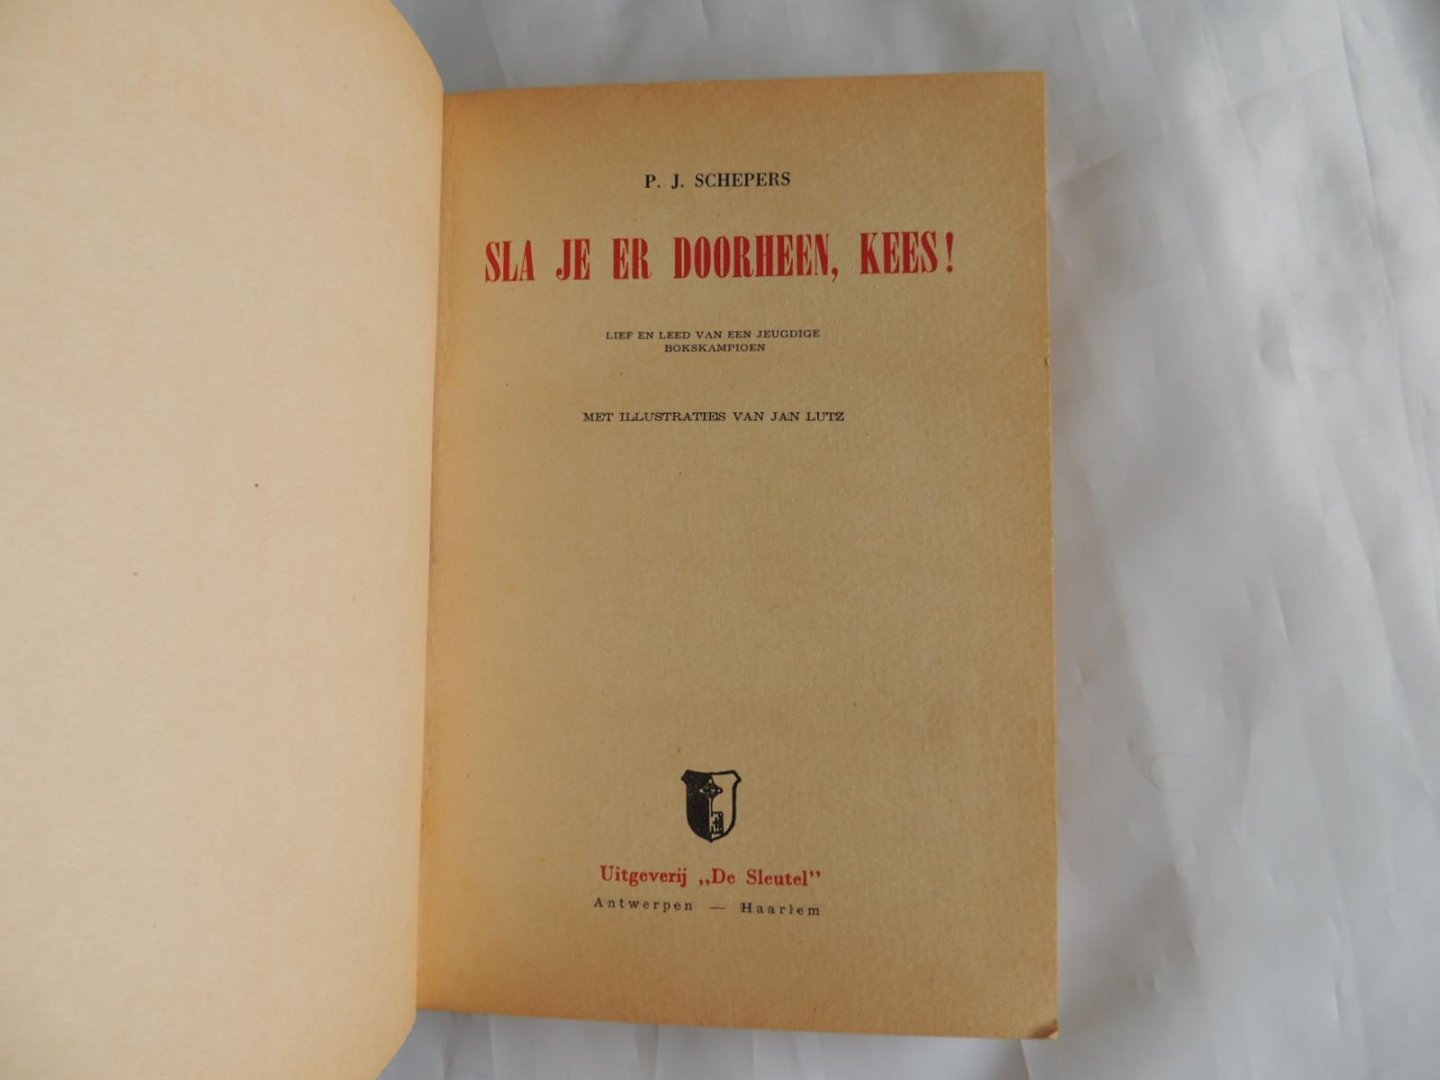 P. J. SCHEPERS
SLA JE ER DOORHEEN, KEES!
LIEF EN LEED VAN EEN JEUGDIGE
BOKSKAMPIOEN
MET ILLUSTRATIES VAN JAN LUTZ
Uitgeverij „De Sleutel”
Antwerpen — Haarlem